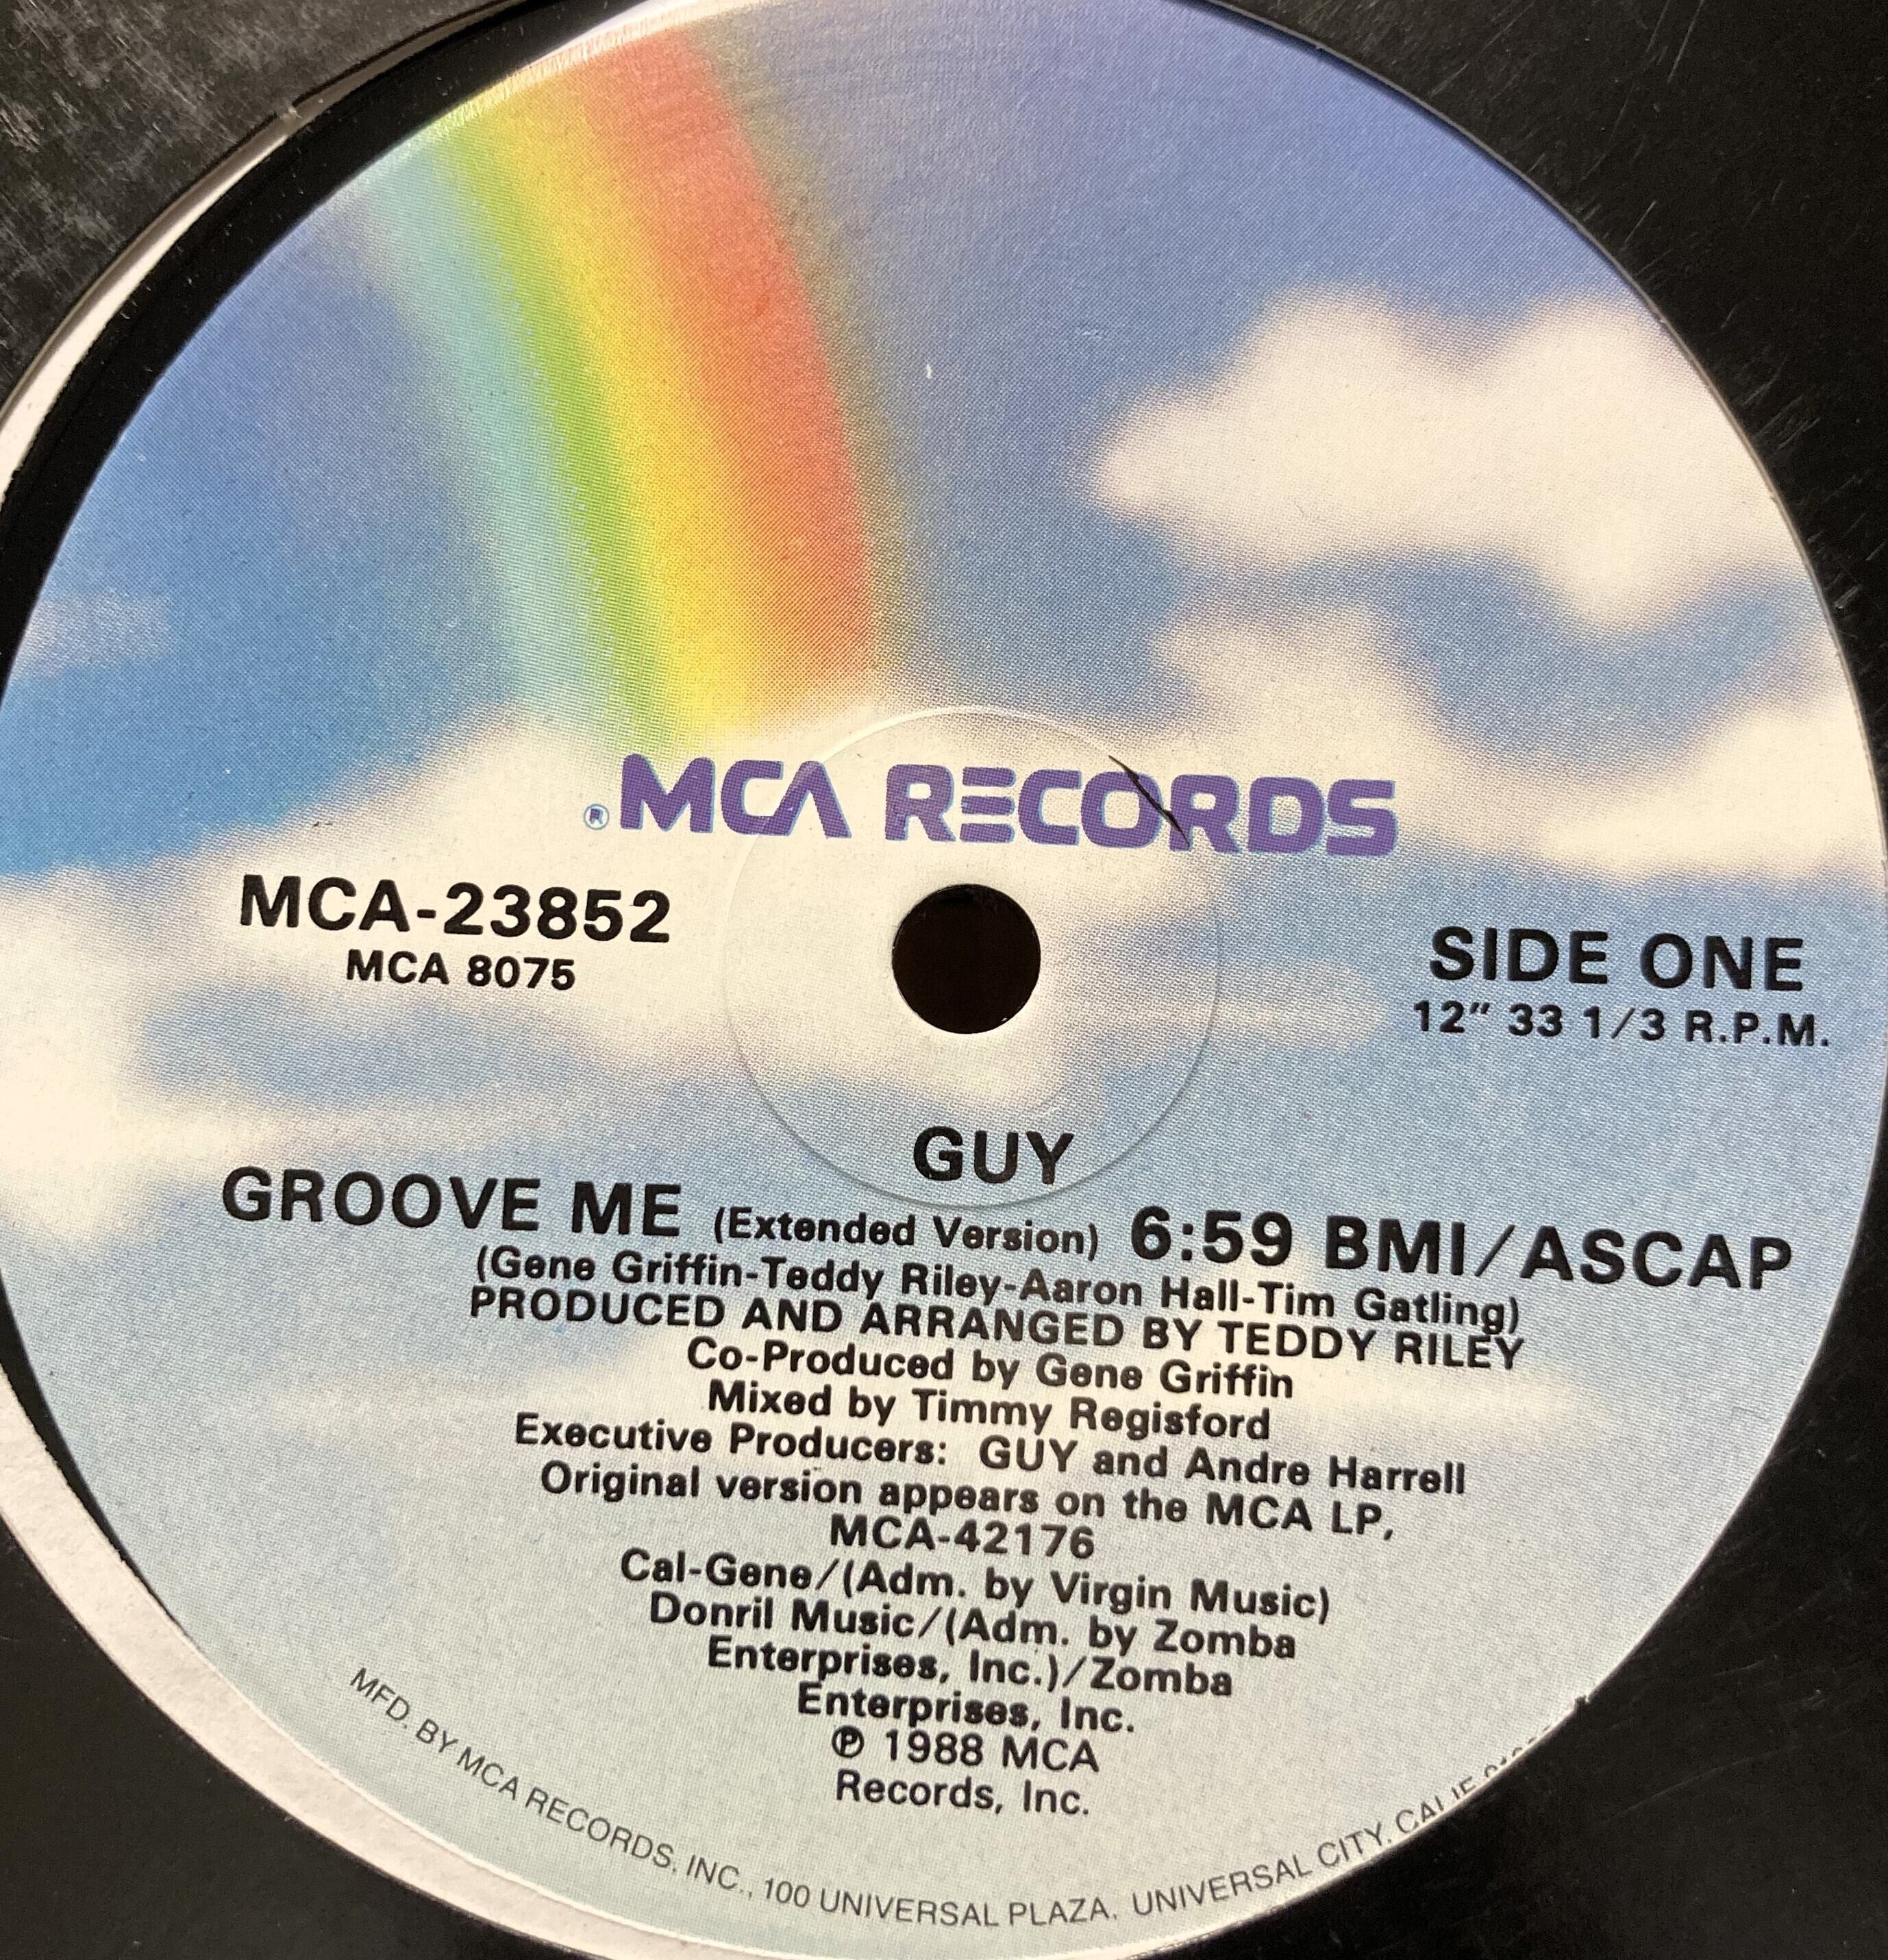 ® MCA RECORDS
MCA-23852
MCA 8075
SIDE ONE
12" 33 1/3 R.P.M.
GUY
GROOVE ME (Extended Version) 6:59 BMI/ASCAP
(Gene Griffin-Teddy Riley-Aaron Hall-Tim Gatling)
PRODUCED AND ARRANGED BY TEDDY RILEY
Co-Produced by Gene Griffin
Mixed by Timmy Regisford
Executive Producers: GUY and Andre Harrell
Original version appears on the MCA LP,
MCA-42176
Cal-Gene/(Adm. by Virgin Music)
Donril Music/(Adm. by Zomba
Enterprises, Inc.)/Zomba
Enterprises, Inc.
℗ 1988 MCA
Records, Inc.
MFD. BY MCA RECORDS, INC., 100 UNIVERSAL PLAZA, UNIVERSAL CITY, CALIF.